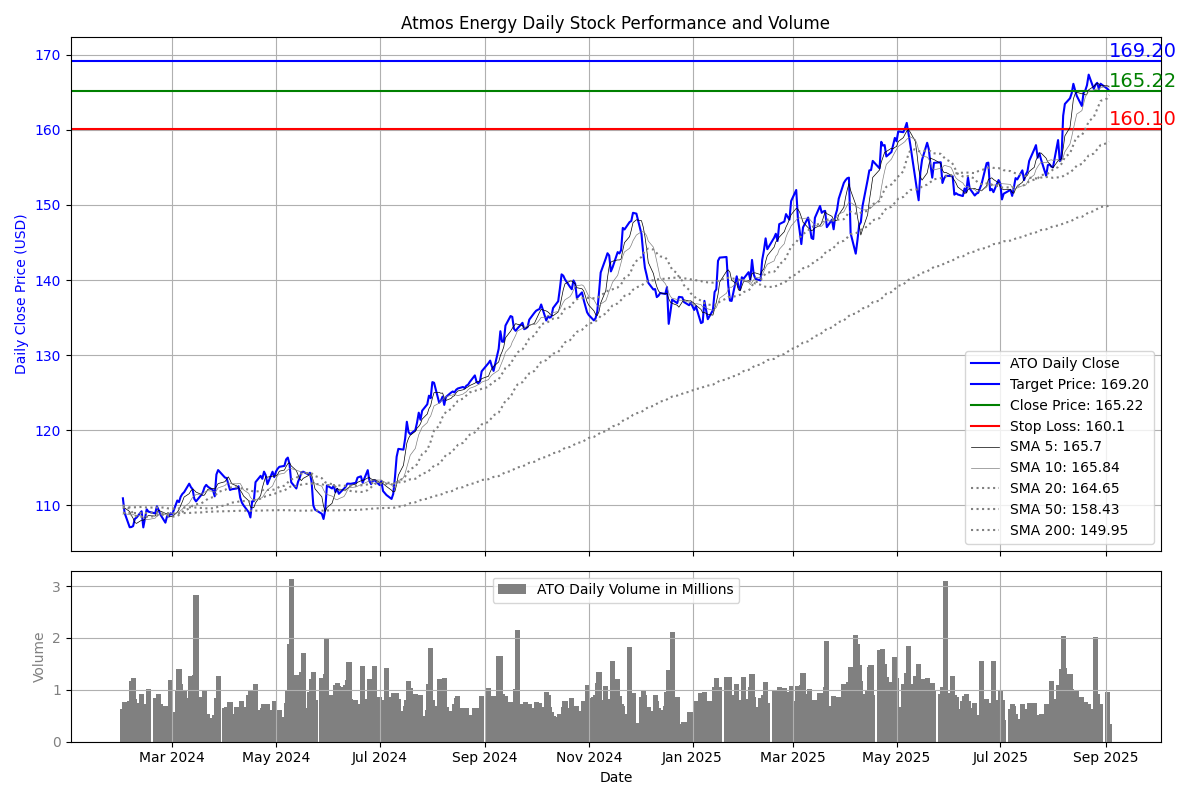 Atmos Energy Daily Stock Performance and Volume
170
160
150
140
130
120
110
Daily Close Price (USD)
169.20
165.22
160.10
ATO Daily Close
Target Price: 169.20
Close Price: 165.22
Stop Loss: 160.1
SMA 5: 165.7
SMA 10: 165.84
SMA 20: 164.65
SMA 50: 158.43
SMA 200: 149.95
3
2
1
0
Volume
ATO Daily Volume in Millions
Mar 2024 May 2024 Jul 2024 Sep 2024 Nov 2024 Jan 2025 Mar 2025 May 2025 Jul 2025 Sep 2025
Date